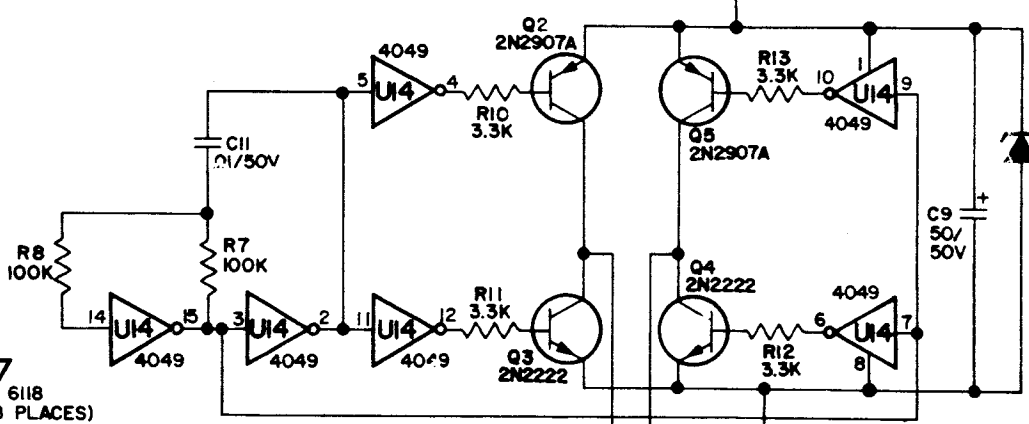 Q2
2N2907A
4049
5
U14
4
R10
3.3K
R13
3.3K
10
1
U14
9
4049
Q5
2N2907A
C11
.01/50V
C9
50/
50V
+
R8
100K
R7
100K
14
U14
15
4049
3
U14
2
4049
11
U14
12
4049
R11
3.3K
Q3
2N2222
Q4
2N2222
R12
3.3K
4049
6
U14
7
8
6118
PLACES)